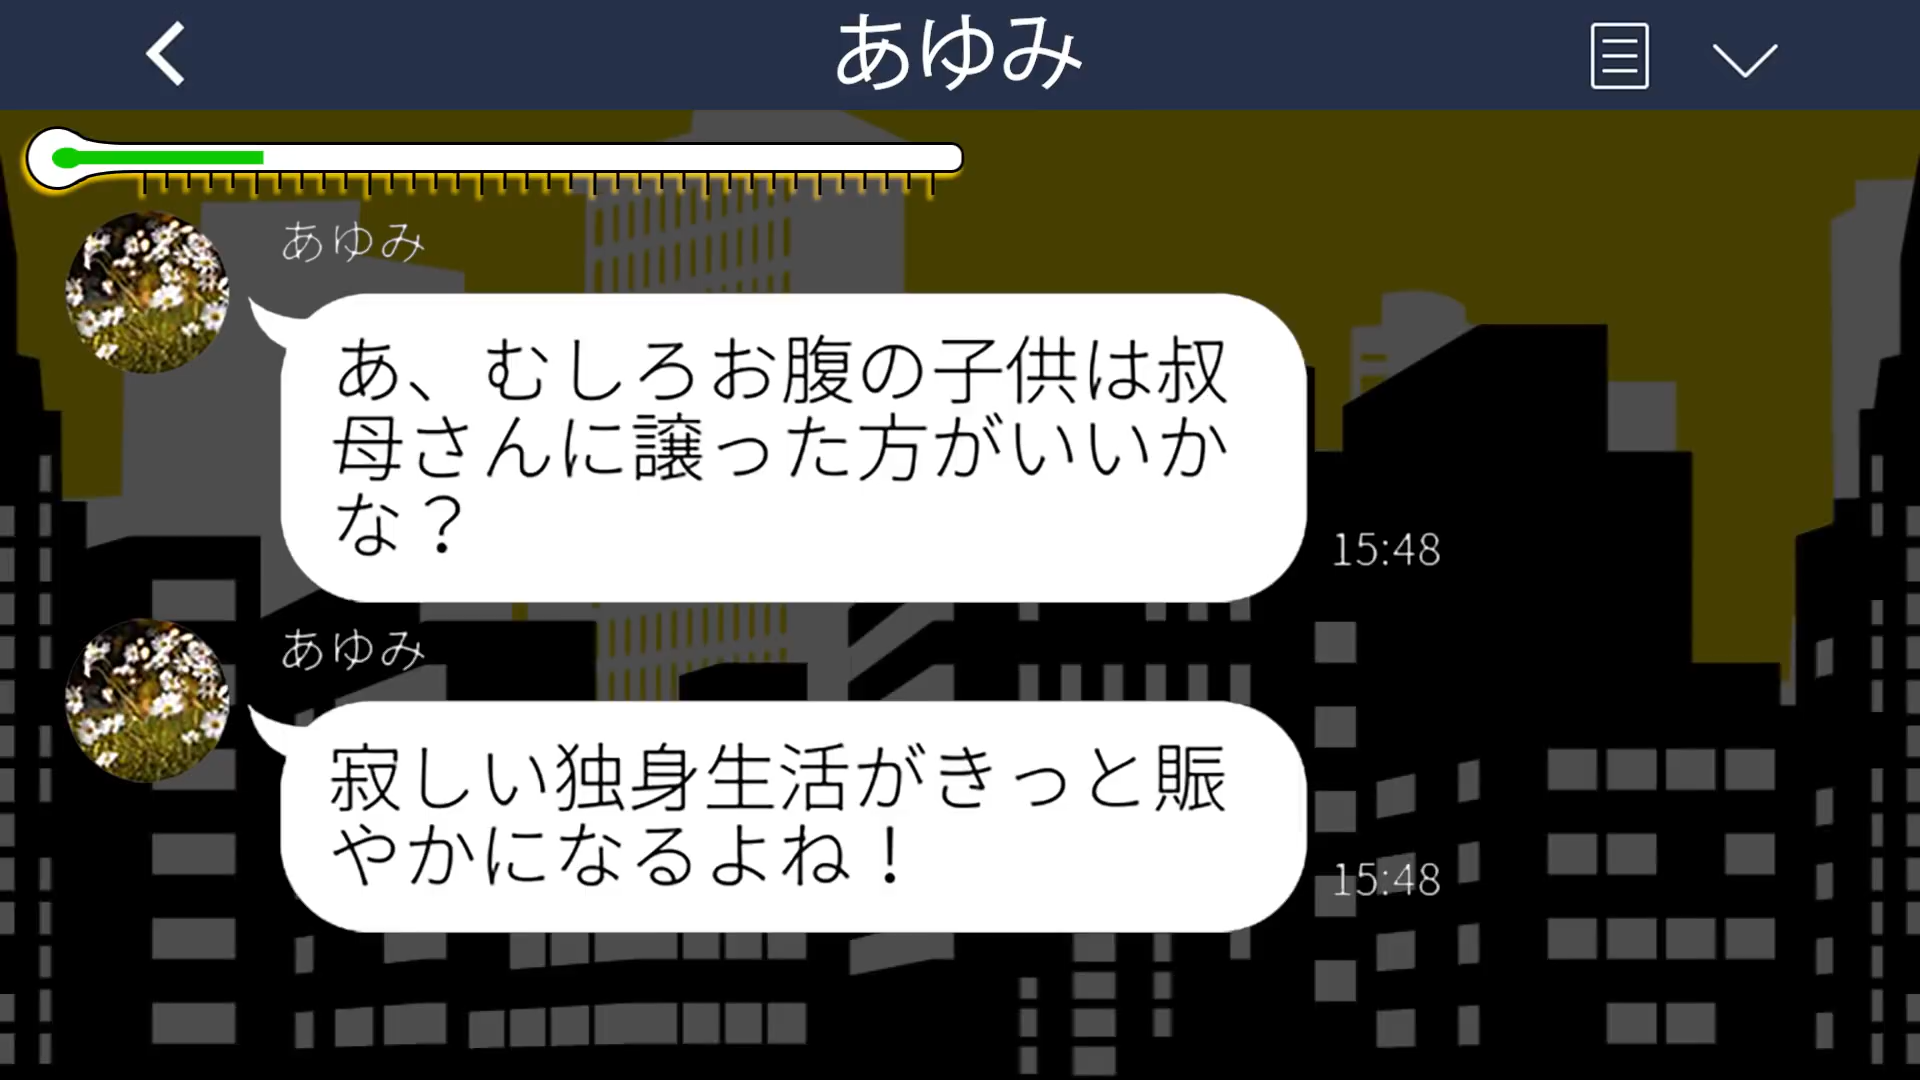 あゆみ
あゆみ
あ、むしろお腹の子供は叔
母さんに譲った方がいいか
な？
15:48
あゆみ
寂しい独身生活がきっと賑
やかになるよね！
15:48